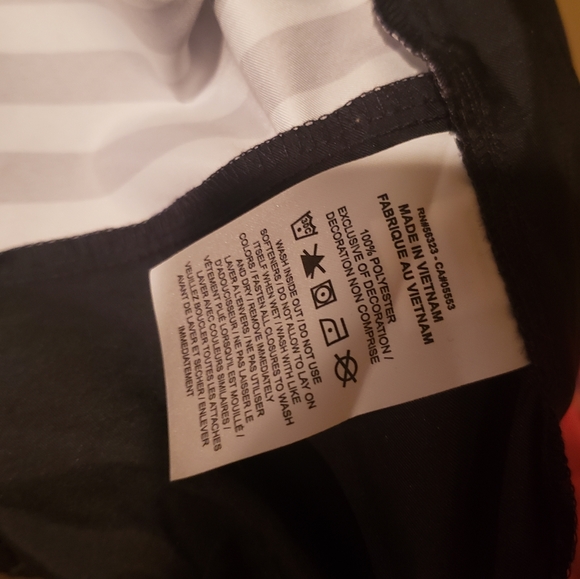 RN#56323 - CA#05553
MADE IN VIETNAM
FABRIQUE AU VIETNAM
100% POLYESTER
EXCLUSIVE OF DECORATION /
DECORATION NON COMPRISE
WASH INSIDE OUT / DO NOT USE
SOFTENERS / DO NOT ALLOW TO LAY ON
ITSELF WHEN WET / WASH WITH LIKE
COLORS / FASTEN ALL CLOSURES TO WASH
AND DRY / REMOVE IMMEDIATELY
LAVER À L'ENVERS / NE PAS UTILISER
D'ADOUCISSEUR / NE PAS LAISSER LE
VÊTEMENT PLIÉ LORSQU'IL EST MOUILLÉ /
LAVER AVEC COULEURS SIMILAIRES /
VEUILLEZ BOUCLER TOUTES LES ATTACHES
AVANT DE LAVER ET SÉCHER / ENLEVER
IMMÉDIATEMENT